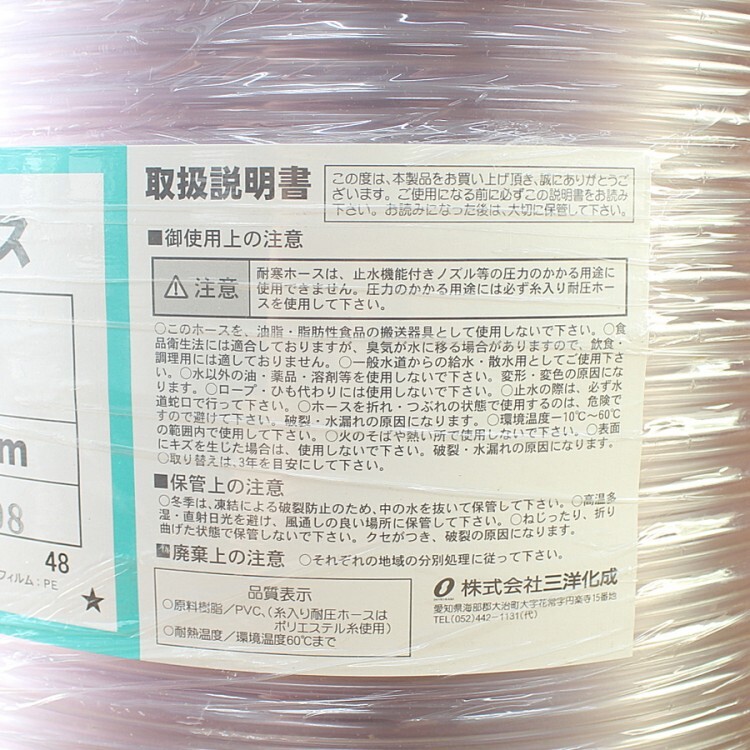 ス
m
98
48
フィルム：PE
★
取扱説明書
この度は、本製品をお買い上げ頂き、誠にありがとうご
ざいます。ご使用になる前に必ずこの説明書をお読み
下さい。お読みになった後は、大切に保管して下さい。
■御使用上の注意
⚠注意
耐寒ホースは、止水機能付きノズル等の圧力のかかる用途に
使用できません。圧力のかかる用途には必ず糸入り耐圧ホー
スを使用して下さい。
○このホースを、油脂・脂肪性食品の搬送器具として使用しないで下さい。○食
品衛生法には適合しておりますが、臭気が水に移る場合がありますので、飲食・
調理用には適しておりません。○一般水道からの給水・散水用としてご使用下さ
い。○水以外の油・薬品・溶剤等を使用しないで下さい。変形・変色の原因にな
ります。○ロープ・ひも代わりには使用しないで下さい。○止水の際は、必ず水
道蛇口で行って下さい。○ホースを折れ・つぶれの状態で使用するのは、危険で
すので避けて下さい。破裂・水漏れの原因になります。○環境温度−10℃〜60℃
の範囲内で使用して下さい。○火のそばや熱い所で使用しないで下さい。○表面
にキズを生じた場合は、使用しないで下さい。破裂・水漏れの原因になります。
○取り替えは、3年を目安にして下さい。
■保管上の注意
○冬季は、凍結による破裂防止のため、中の水を抜いて保管して下さい。○高温多
湿・直射日光を避け、風通しの良い場所に保管して下さい。○ねじったり、折り
曲げた状態で保管しないで下さい。クセがつき、破裂の原因になります。
■廃棄上の注意 ○それぞれの地域の分別処理に従って下さい。
品質表示
○原料樹脂／PVC、（糸入り耐圧ホースは
ポリエステル糸使用）
○耐熱温度／環境温度60℃まで
株式会社三洋化成
愛知県海部郡大治町大字花常字円楽寺15番地
TEL(052)442-1131(代)